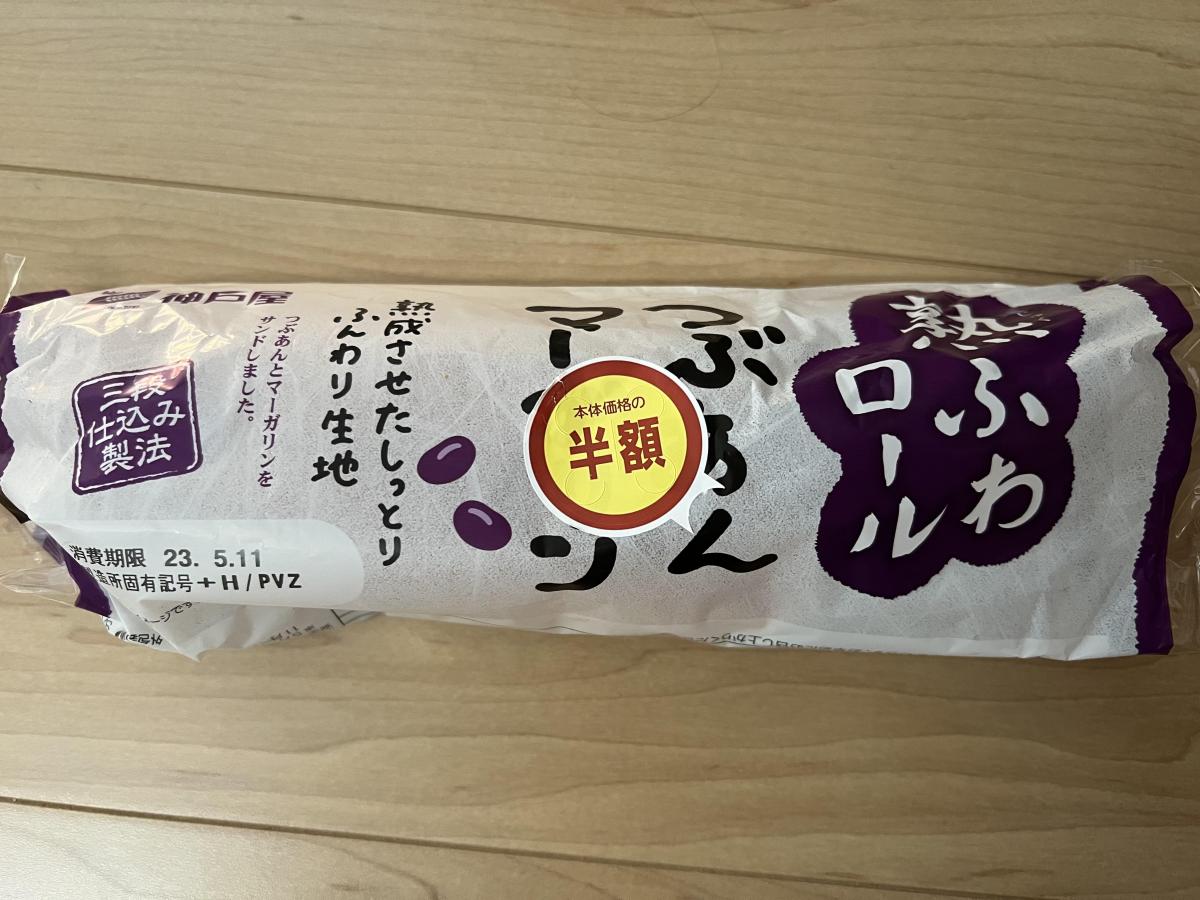 熟ふわ
ロール
つぶあん
マーガリン
本体価格の
半額
熟成させたしっとり
ふんわり生地
つぶあんとマーガリンを
サンドしました。
神戸屋
三段
仕込み
製法
消費期限 23. 5.11
製造所固有記号+H/PVZ